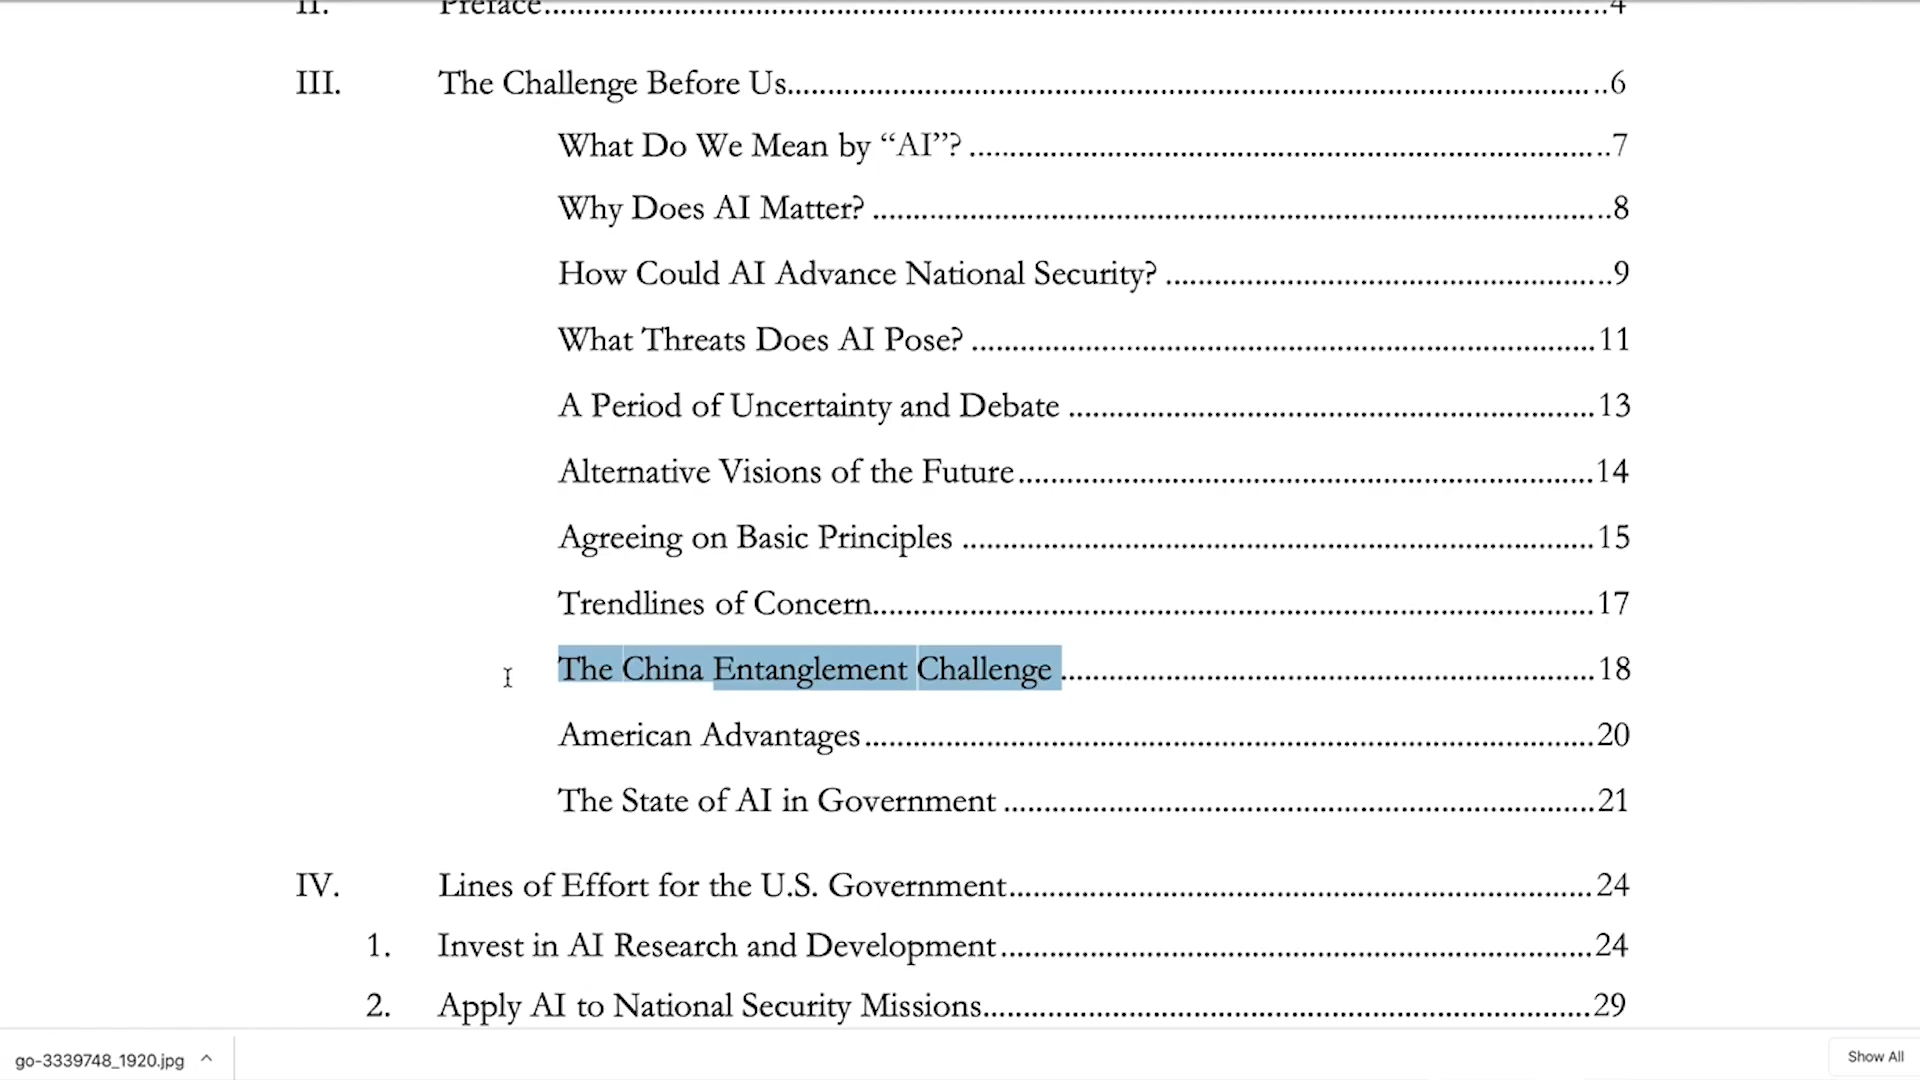 II. Preface..............................4
III. The Challenge Before Us..............................6
What Do We Mean by “AI”? ..............................7
Why Does AI Matter? ..............................8
How Could AI Advance National Security? ..............................9
What Threats Does AI Pose? ..............................11
A Period of Uncertainty and Debate ..............................13
Alternative Visions of the Future..............................14
Agreeing on Basic Principles ..............................15
Trendlines of Concern..............................17
The China Entanglement Challenge ..............................18
American Advantages..............................20
The State of AI in Government ..............................21
IV. Lines of Effort for the U.S. Government..............................24
1. Invest in AI Research and Development..............................24
2. Apply AI to National Security Missions..............................29
go-3339748_1920.jpg
Show All